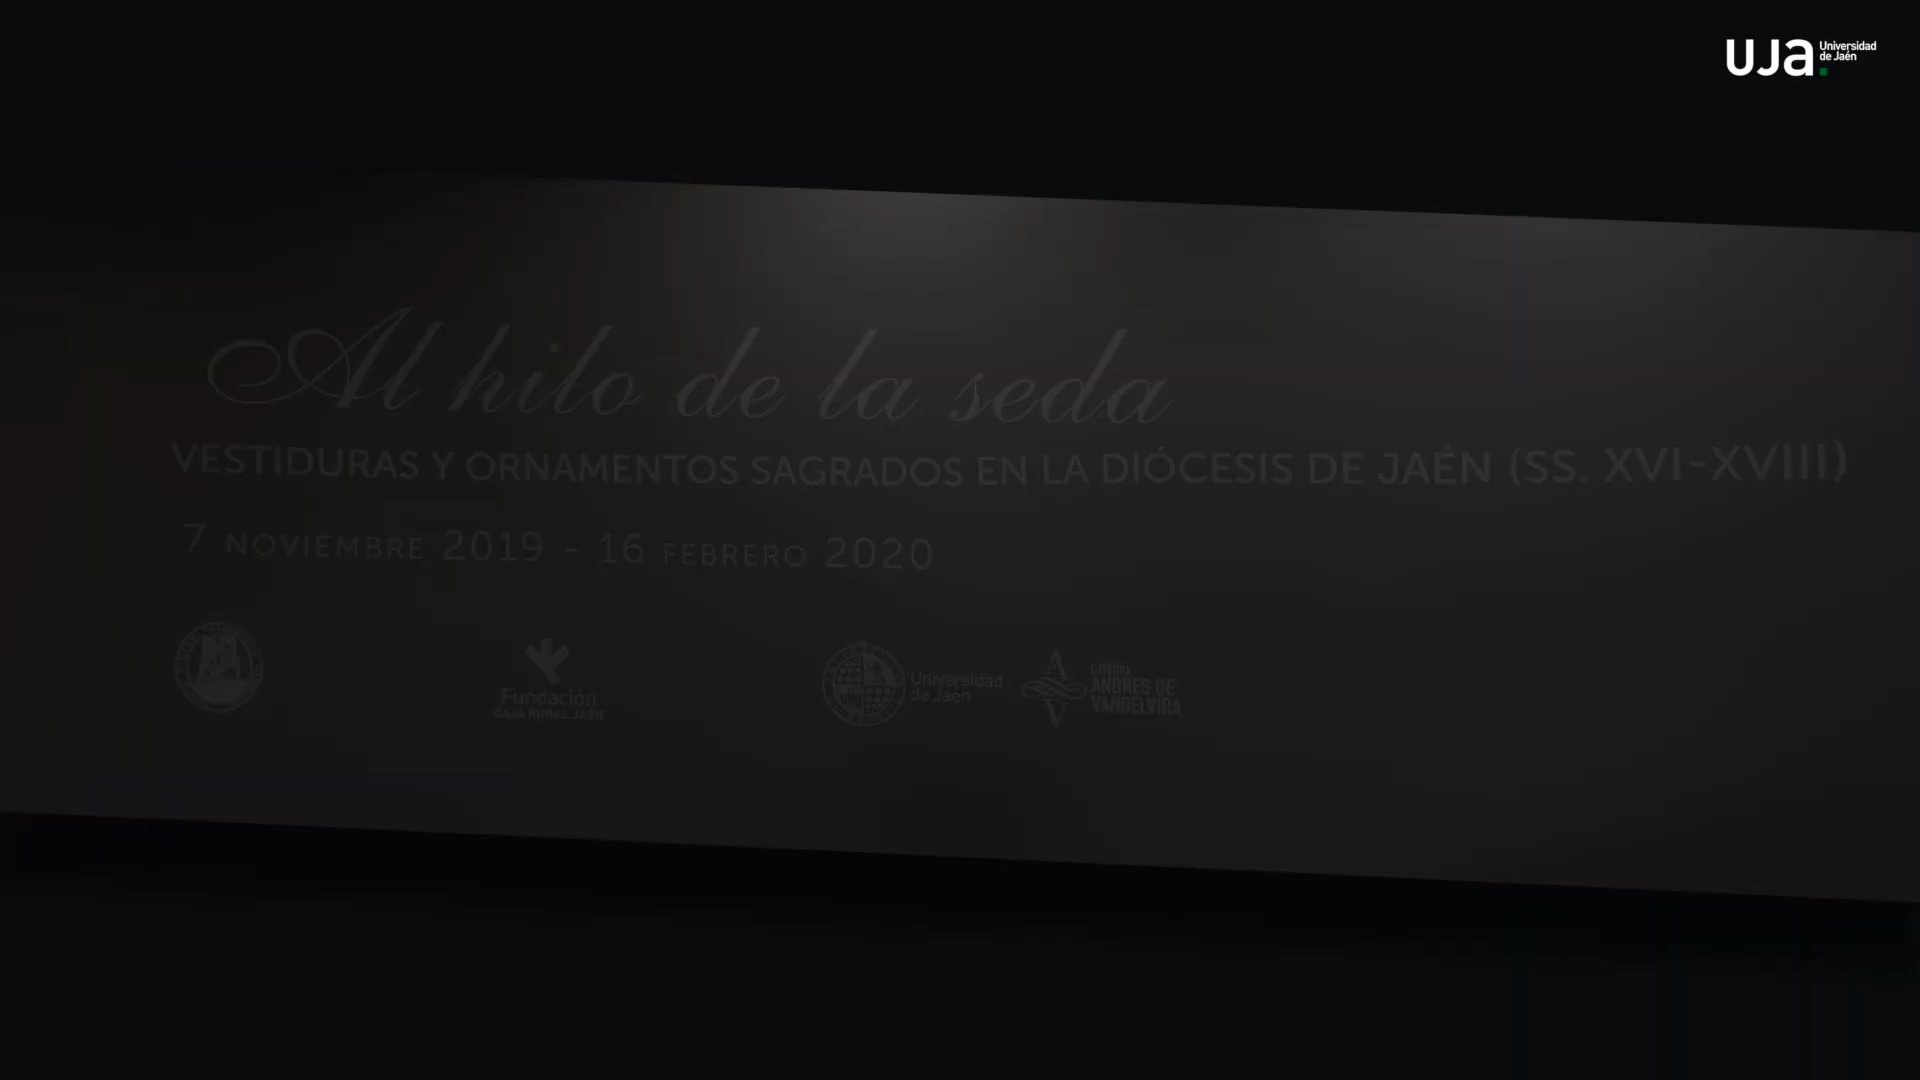 uja. Universidad
de Jaén
Al hilo de la seda
VESTIDURAS Y ORNAMENTOS SAGRADOS EN LA DIÓCESIS DE JAÉN (SS. XVI-XVIII)
7 NOVIEMBRE 2019 - 16 FEBRERO 2020
Fundación
CAJA RURAL JAÉN
Universidad
de Jaén
CÁTEDRA
ANDRÉS DE
VANDELVIRA